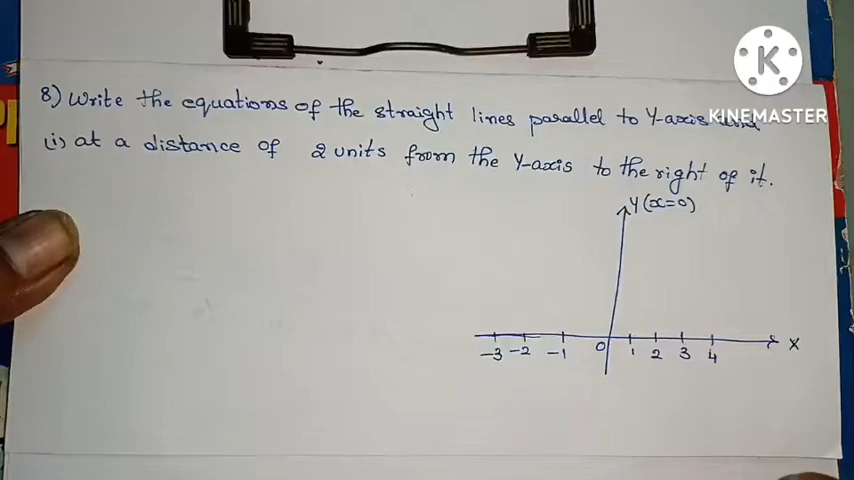 8) Write the equations of the straight lines parallel to Y-axis and
(i) at a distance of 2 units from the Y-axis to the right of it.
Y(x=0)
-3 -2 -1 0 1 2 3 4 X
K
KINEMASTER